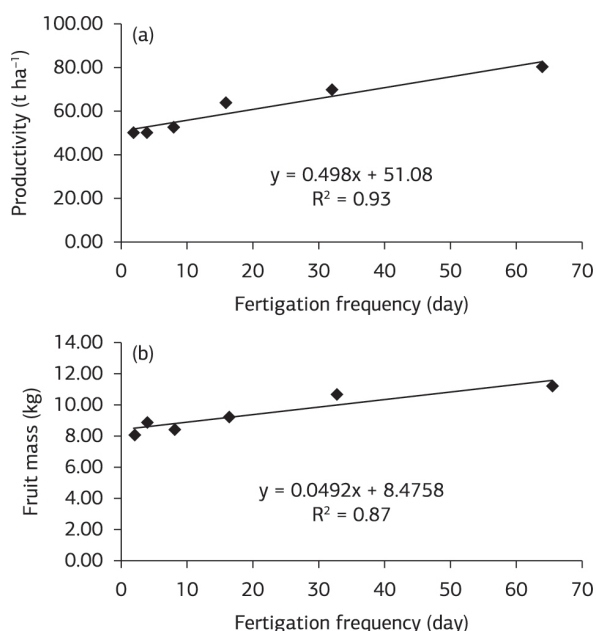 (a)
Productivity (t ha⁻¹)
100.00
80.00
60.00
40.00
20.00
0.00
y = 0.498x + 51.08
R² = 0.93
0 10 20 30 40 50 60 70
Fertigation frequency (day)
(b)
Fruit mass (kg)
14.00
12.00
10.00
8.00
6.00
4.00
2.00
0.00
y = 0.0492x + 8.4758
R² = 0.87
0 10 20 30 40 50 60 70
Fertigation frequency (day)